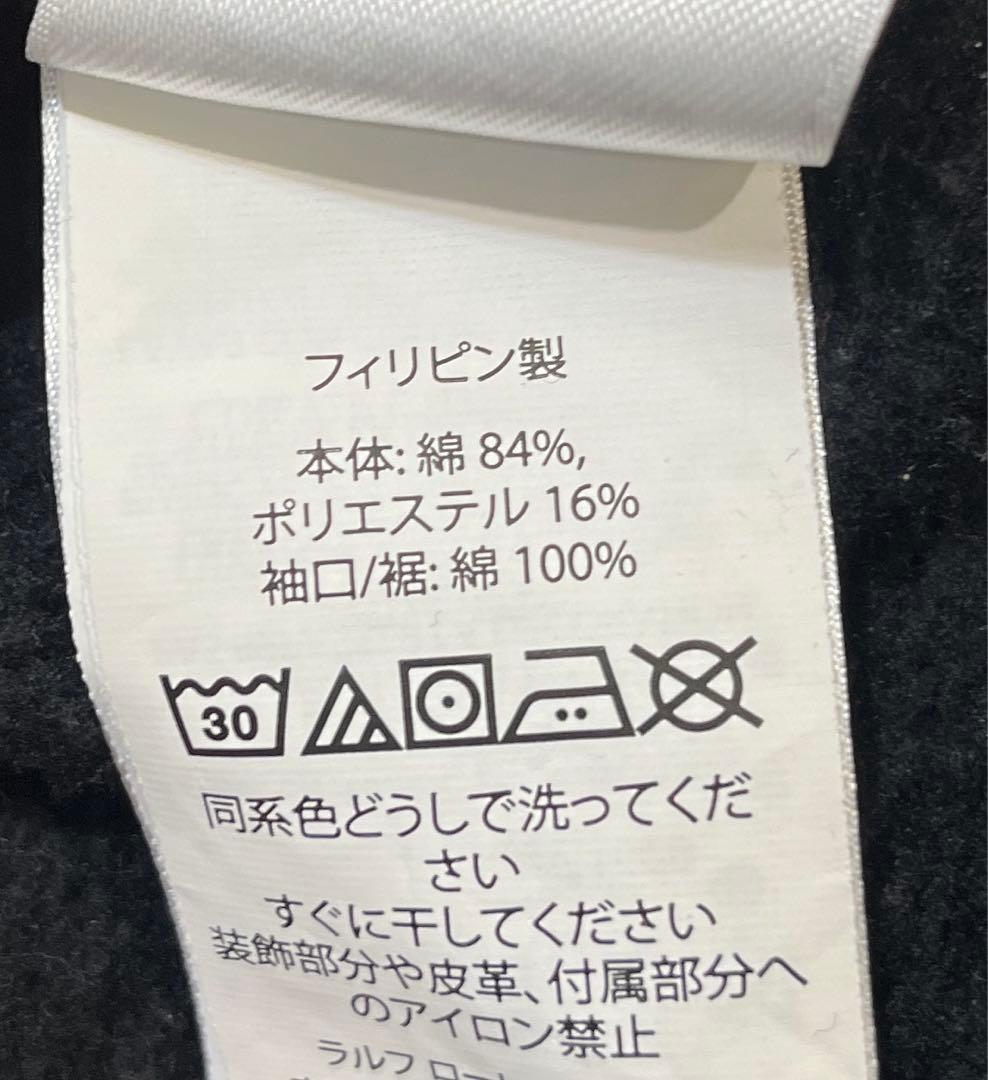 フィリピン製
本体: 綿 84%,
ポリエステル 16%
袖口/裾: 綿 100%
30
同系色どうしで洗ってくだ
さい
すぐに干してください
装飾部分や皮革、付属部分へ
のアイロン禁止
ラルフ ロー